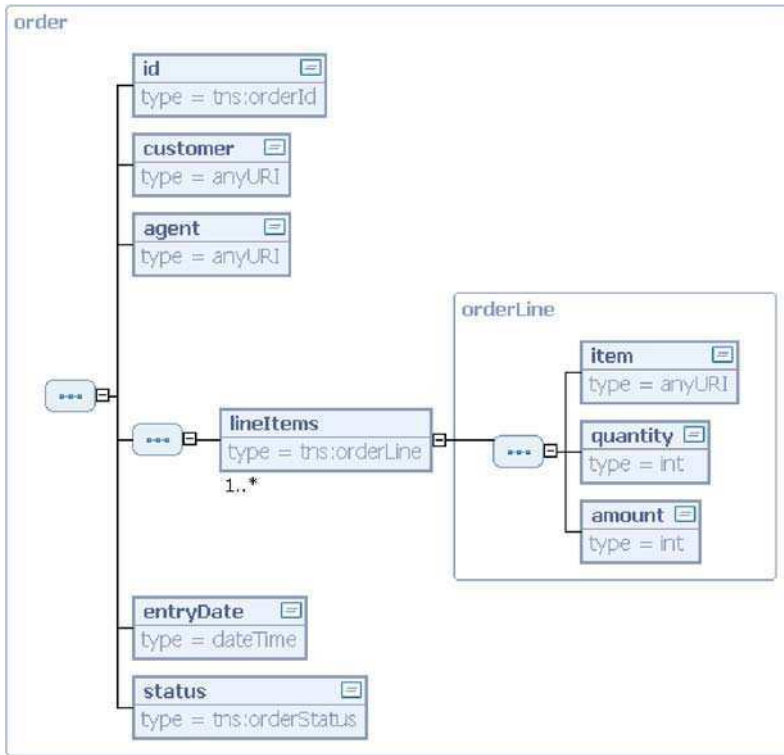 order
id
type = tns:orderId
customer
type = anyURI
agent
type = anyURI
orderLine
item
type = anyURI
lineItems
type = tns:orderLine
1..*
quantity
type = int
amount
type = int
entryDate
type = dateTime
status
type = tns:orderStatus